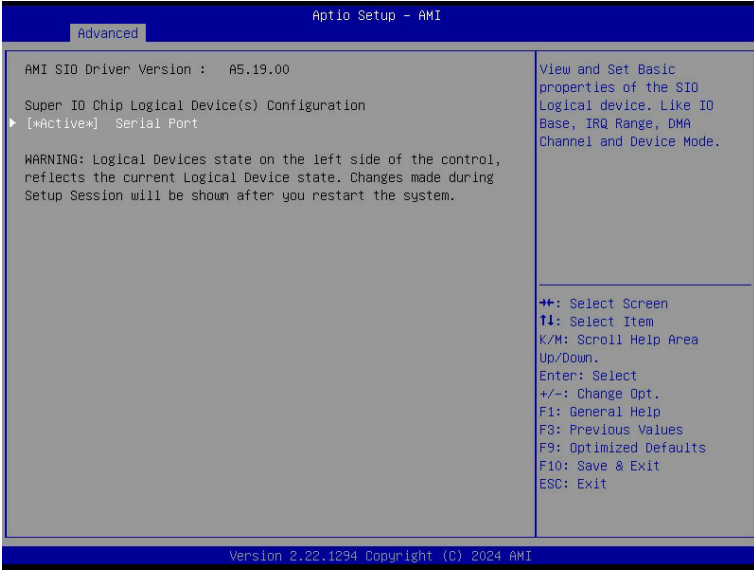 Aptio Setup – AMI
Advanced
AMI SIO Driver Version : A5.19.00
Super IO Chip Logical Device(s) Configuration
[*Active*] Serial Port
WARNING: Logical Devices state on the left side of the control,
reflects the current Logical Device state. Changes made during
Setup Session will be shown after you restart the system.
View and Set Basic
properties of the SIO
Logical device. Like IO
Base, IRQ Range, DMA
Channel and Device Mode.
→←: Select Screen
↑↓: Select Item
K/M: Scroll Help Area
Up/Down.
Enter: Select
+/-: Change Opt.
F1: General Help
F3: Previous Values
F9: Optimized Defaults
F10: Save & Exit
ESC: Exit
Version 2.22.1294 Copyright (C) 2024 AMI